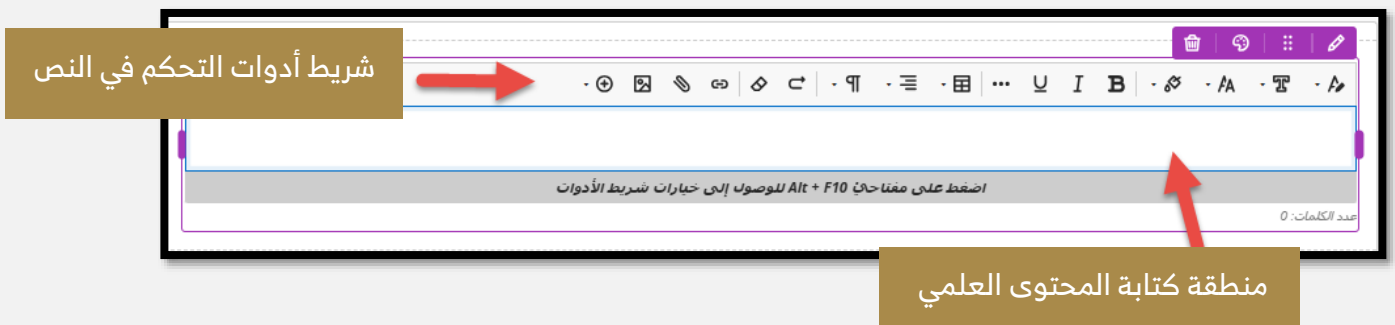 شريط أدوات التحكم في النص
اضغط على مفتاحيّ Alt + F10 للوصول إلى خيارات شريط الأدوات
عدد الكلمات: 0
منطقة كتابة المحتوى العلمي